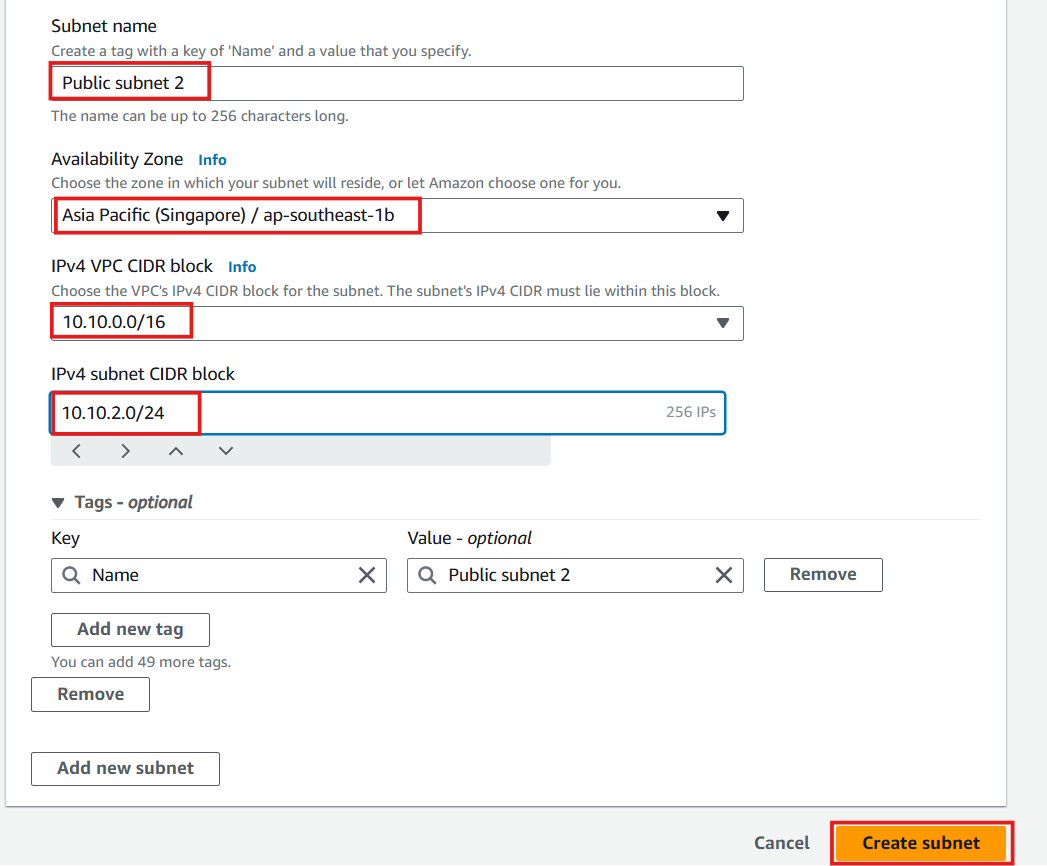 Subnet name
Create a tag with a key of 'Name' and a value that you specify.
Public subnet 2
The name can be up to 256 characters long.
Availability Zone Info
Choose the zone in which your subnet will reside, or let Amazon choose one for you.
Asia Pacific (Singapore) / ap-southeast-1b
IPv4 VPC CIDR block Info
Choose the VPC's IPv4 CIDR block for the subnet. The subnet's IPv4 CIDR must lie within this block.
10.10.0.0/16
IPv4 subnet CIDR block
10.10.2.0/24 256 IPs
Tags - optional
Key Value - optional
Name Public subnet 2 Remove
Add new tag
You can add 49 more tags.
Remove
Add new subnet
Cancel Create subnet